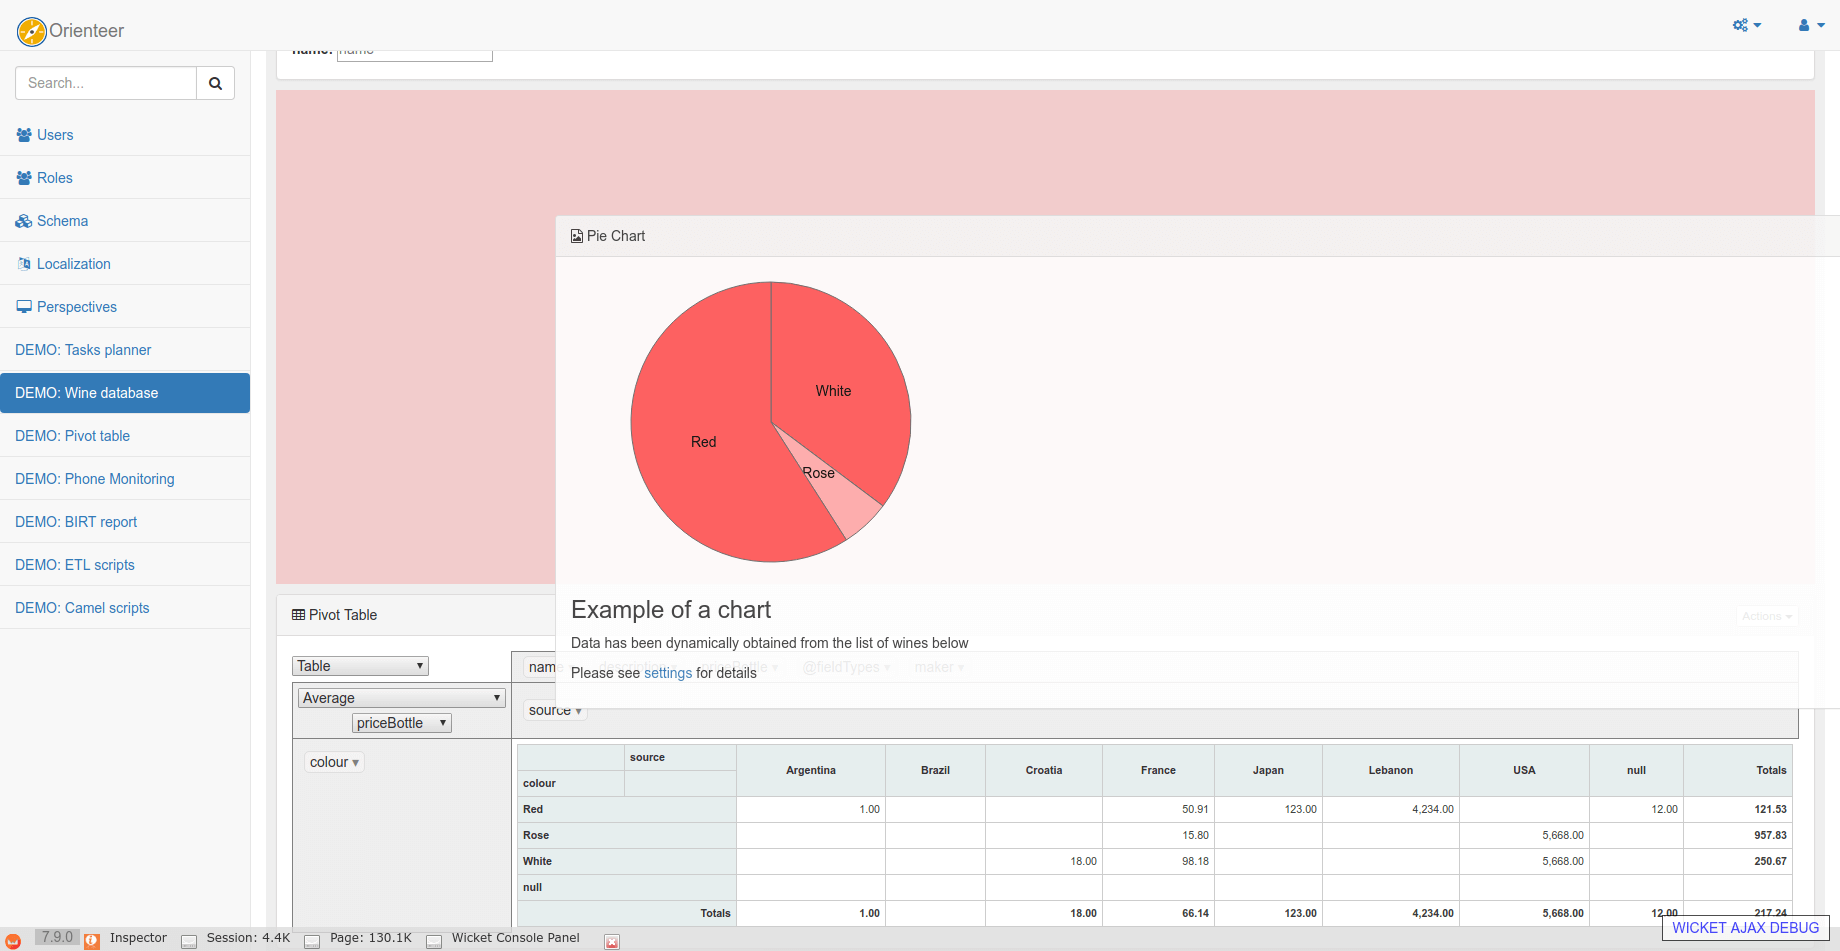 Orienteer
name: name
Search...
Users
Roles
Schema
Localization
Perspectives
DEMO: Tasks planner
DEMO: Wine database
DEMO: Pivot table
DEMO: Phone Monitoring
DEMO: BIRT report
DEMO: ETL scripts
DEMO: Camel scripts
Pie Chart
White
Red
Rose
Example of a chart
Data has been dynamically obtained from the list of wines below
Please see settings for details
Pivot Table
Actions
Table
name description priceBottle @fieldTypes maker
Average
priceBottle
source
colour
source
colour
Argentina Brazil Croatia France Japan Lebanon USA null Totals
Red 1.00 50.91 123.00 4,234.00 12.00 121.53
Rose 15.80 5,668.00 957.83
White 18.00 98.18 5,668.00 250.67
null
Totals 1.00 18.00 66.14 123.00 4,234.00 5,668.00 12.00 217.24
7.9.0 Inspector Session: 4.4K Page: 130.1K Wicket Console Panel
WICKET AJAX DEBUG